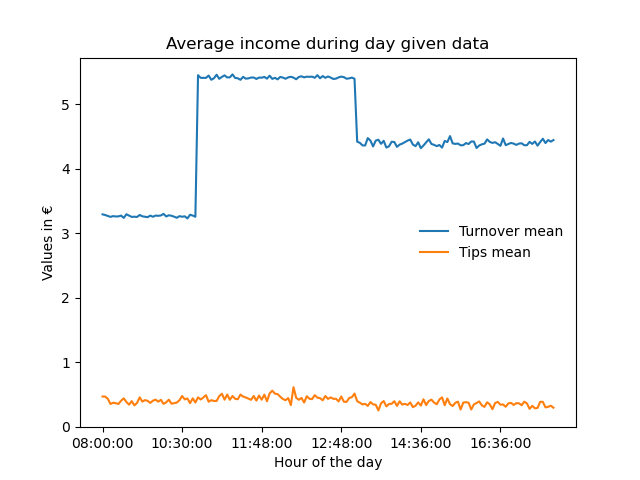 Average income during day given data
Values in €
5
4
3
2
1
0
Turnover mean
Tips mean
08:00:00 10:30:00 11:48:00 12:48:00 14:36:00 16:36:00
Hour of the day